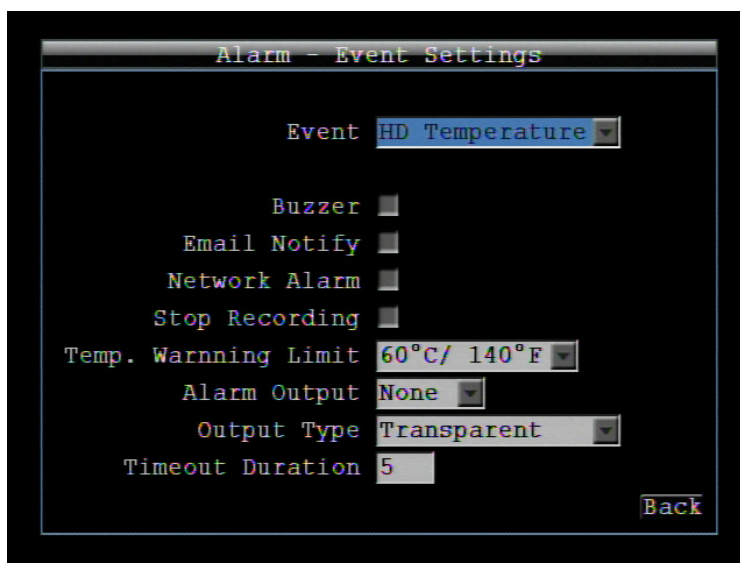 Alarm - Event Settings
Event HD Temperature
Buzzer
Email Notify
Network Alarm
Stop Recording
Temp. Warnning Limit 60°C/ 140°F
Alarm Output None
Output Type Transparent
Timeout Duration 5
Back